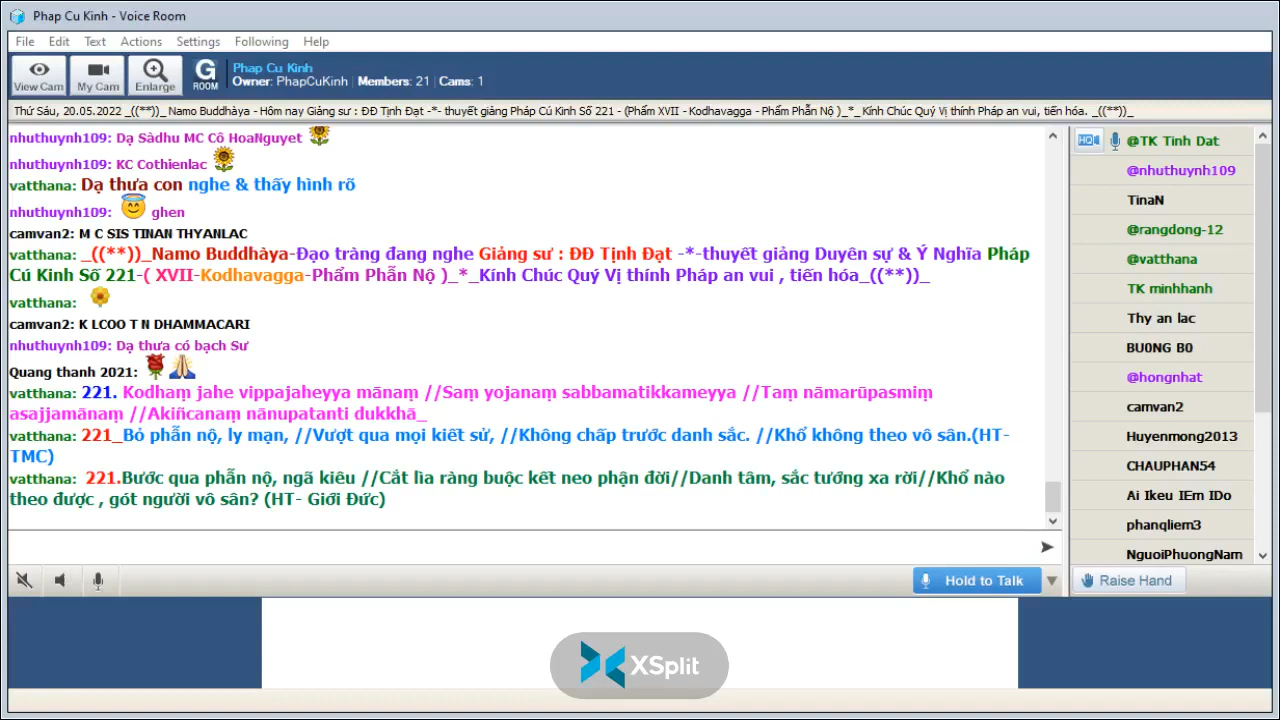 Phap Cu Kinh - Voice Room
File Edit Text Actions Settings Following Help
View Cam My Cam Enlarge G ROOM
Phap Cu Kinh
Owner: PhapCuKinh | Members: 21 | Cams: 1
Thứ Sáu, 20.05.2022 _((**))_ Namo Buddhàya - Hôm nay Giảng sư : ĐĐ Tịnh Đạt -*- thuyết giảng Pháp Cú Kinh Số 221 - (Phẩm XVII - Kodhavagga - Phẩm Phẫn Nộ )_*_ Kính Chúc Quý Vị thính Pháp an vui, tiến hóa. _((**))_
nhuthuynh109: Dạ Sàdhu MC Cô HoaNguyet
nhuthuynh109: KC Cothienlac
vatthana: Dạ thưa con nghe & thấy hình rõ
nhuthuynh109: ghen
camvan2: M C SIS TINAN THYANLAC
vatthana: _((**))_Namo Buddhàya-Đạo tràng đang nghe Giảng sư : ĐĐ Tịnh Đạt -*-thuyết giảng Duyên sự & Ý Nghĩa Pháp
Cú Kinh Số 221-( XVII-Kodhavagga-Phẩm Phẫn Nộ )_*_Kính Chúc Quý Vị thính Pháp an vui , tiến hóa_((**))_
vatthana:
camvan2: K LCOO T N DHAMMACARI
nhuthuynh109: Dạ thưa có bạch Sư
Quang thanh 2021:
vatthana: 221. Kodhaṃ jahe vippajaheyya mānaṃ //Saṃ yojanaṃ sabbamatikkameyya //Taṃ nāmarūpasmiṃ
asajjamānaṃ //Akiñcanaṃ nānupatanti dukkhā_
vatthana: 221_Bỏ phẫn nộ, ly mạn, //Vượt qua mọi kiết sử, //Không chấp trước danh sắc. //Khổ không theo vô sân.(HT-
TMC)
vatthana: 221.Bước qua phẫn nộ, ngã kiêu //Cắt lìa ràng buộc kết neo phận đời//Danh tâm, sắc tướng xa rời//Khổ nào
theo được , gót người vô sân? (HT- Giới Đức)
Hold to Talk
@TK Tinh Dat
@nhuthuynh109
TinaN
@rangdong-12
@vatthana
TK minhhanh
Thy an lac
BU0NG B0
@hongnhat
camvan2
Huyenmong2013
CHAUPHAN54
Ai Ikeu IEm IDo
phanqliem3
NguoiPhuongNam
Raise Hand
XSplit